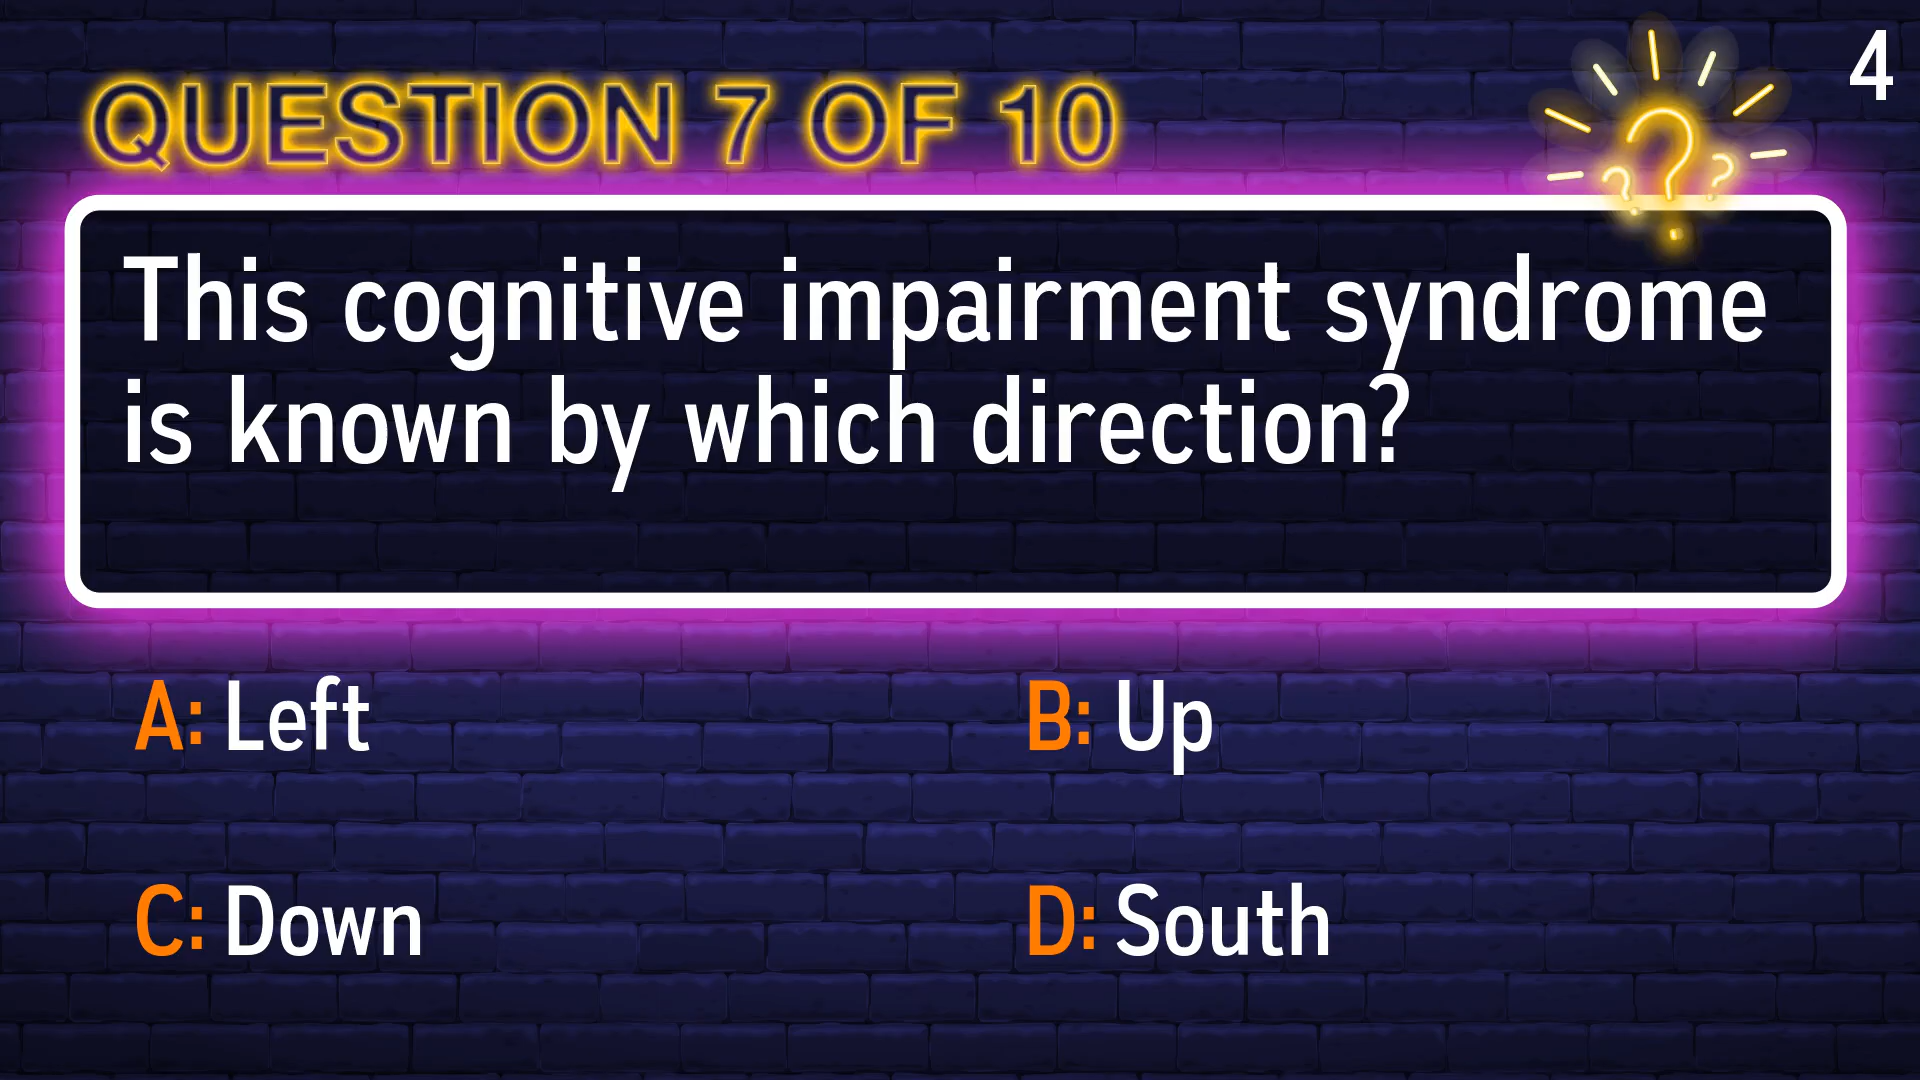 4
QUESTION 7 OF 10
This cognitive impairment syndrome
is known by which direction?
A: Left
B: Up
C: Down
D: South